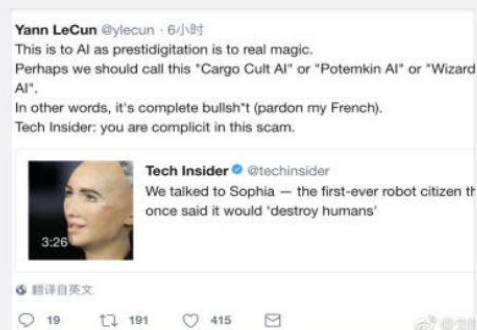 Yann LeCun @ylecun · 6小时
This is to AI as prestidigitation is to real magic.
Perhaps we should call this "Cargo Cult AI" or "Potemkin AI" or "Wizard
AI".
In other words, it's complete bullsh*t (pardon my French).
Tech Insider: you are complicit in this scam.
Tech Insider @techinsider
We talked to Sophia — the first-ever robot citizen th
once said it would 'destroy humans'
3:26
翻译自英文
19 191 415